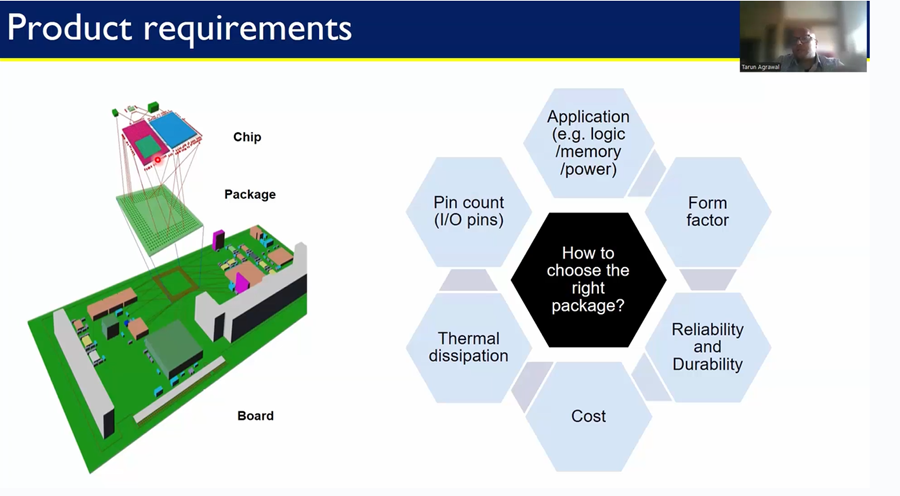 Product requirements
Tarun Agrawal
Chip
Package
Board
Application
(e.g. logic
/memory
/power)
Pin count
(I/O pins)
Form
factor
How to
choose the
right
package?
Thermal
dissipation
Reliability
and
Durability
Cost